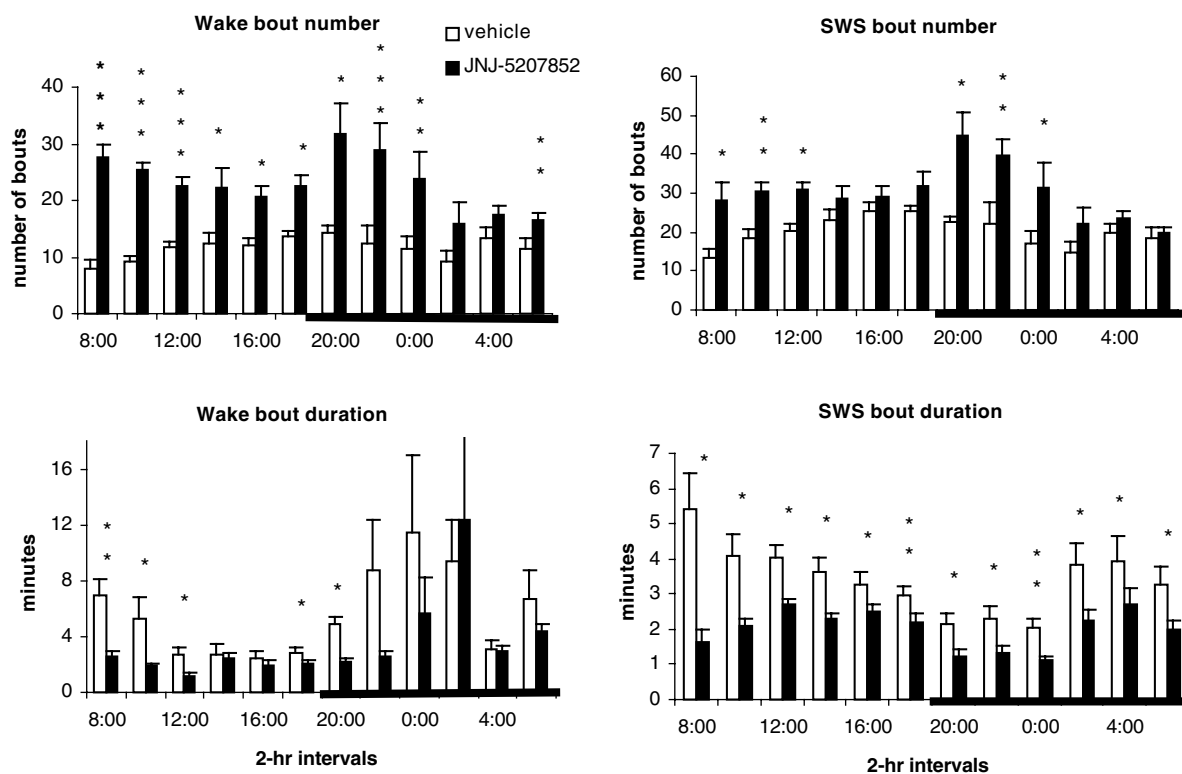 Wake bout number
vehicle
JNJ-5207852
number of bouts
40
30
20
10
0
* * *
* * *
* * *
*
*
*
*
* * *
* *
* *
8:00 12:00 16:00 20:00 0:00 4:00
SWS bout number
number of bouts
60
50
40
30
20
10
0
*
* *
*
*
* *
*
8:00 12:00 16:00 20:00 0:00 4:00
Wake bout duration
minutes
16
12
8
4
0
* *
*
*
*
*
8:00 12:00 16:00 20:00 0:00 4:00
2-hr intervals
SWS bout duration
minutes
7
6
5
4
3
2
1
0
*
*
*
*
*
* *
*
*
* *
*
*
*
8:00 12:00 16:00 20:00 0:00 4:00
2-hr intervals